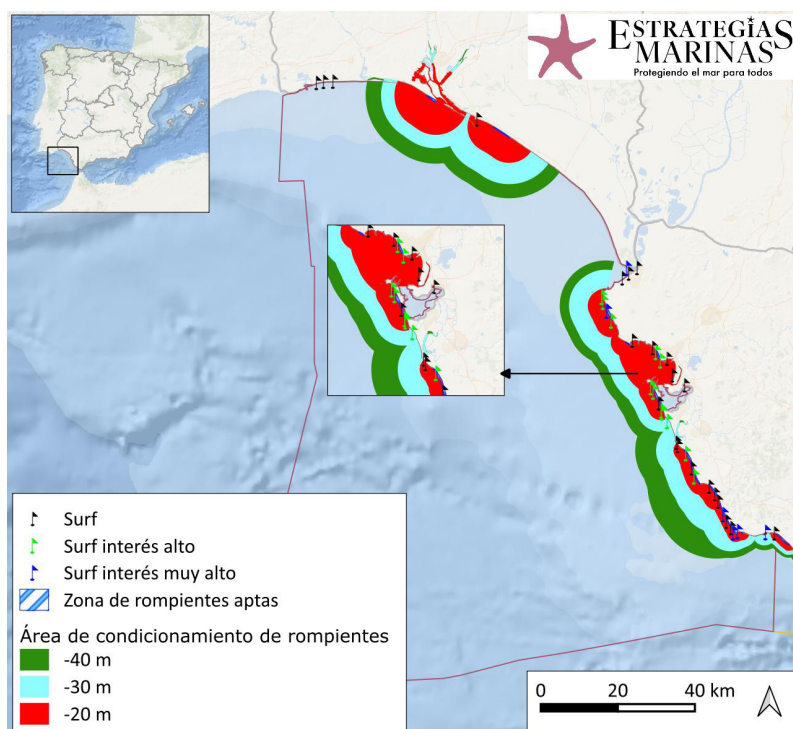 ESTRATEGIAS
MARINAS
Protegiendo el mar para todos
Surf
Surf interés alto
Surf interés muy alto
Zona de rompientes aptas
Área de condicionamiento de rompientes
-40 m
-30 m
-20 m
0 20 40 km